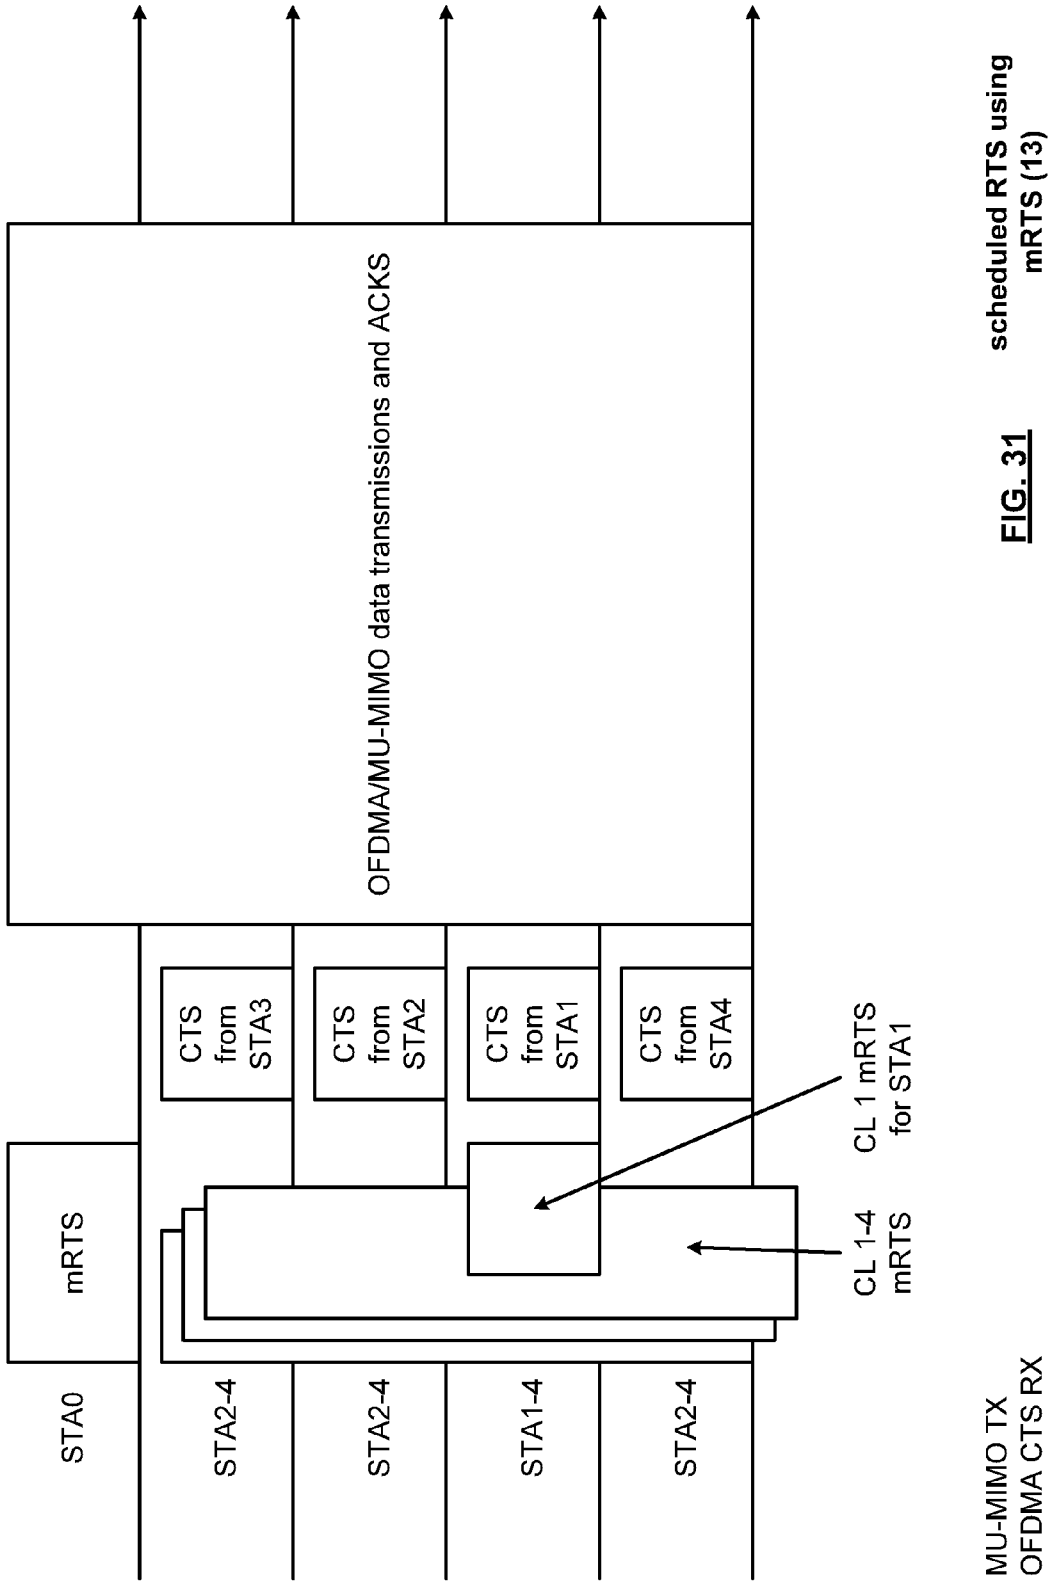 STA0
mRTS
STA2-4
CTS
from
STA3
STA2-4
CTS
from
STA2
STA1-4
CTS
from
STA1
STA2-4
CTS
from
STA4
OFDMA/MU-MIMO data transmissions and ACKS
CL 1-4
mRTS
CL 1 mRTS
for STA1
MU-MIMO TX
OFDMA CTS RX
FIG. 31
scheduled RTS using
mRTS (13)